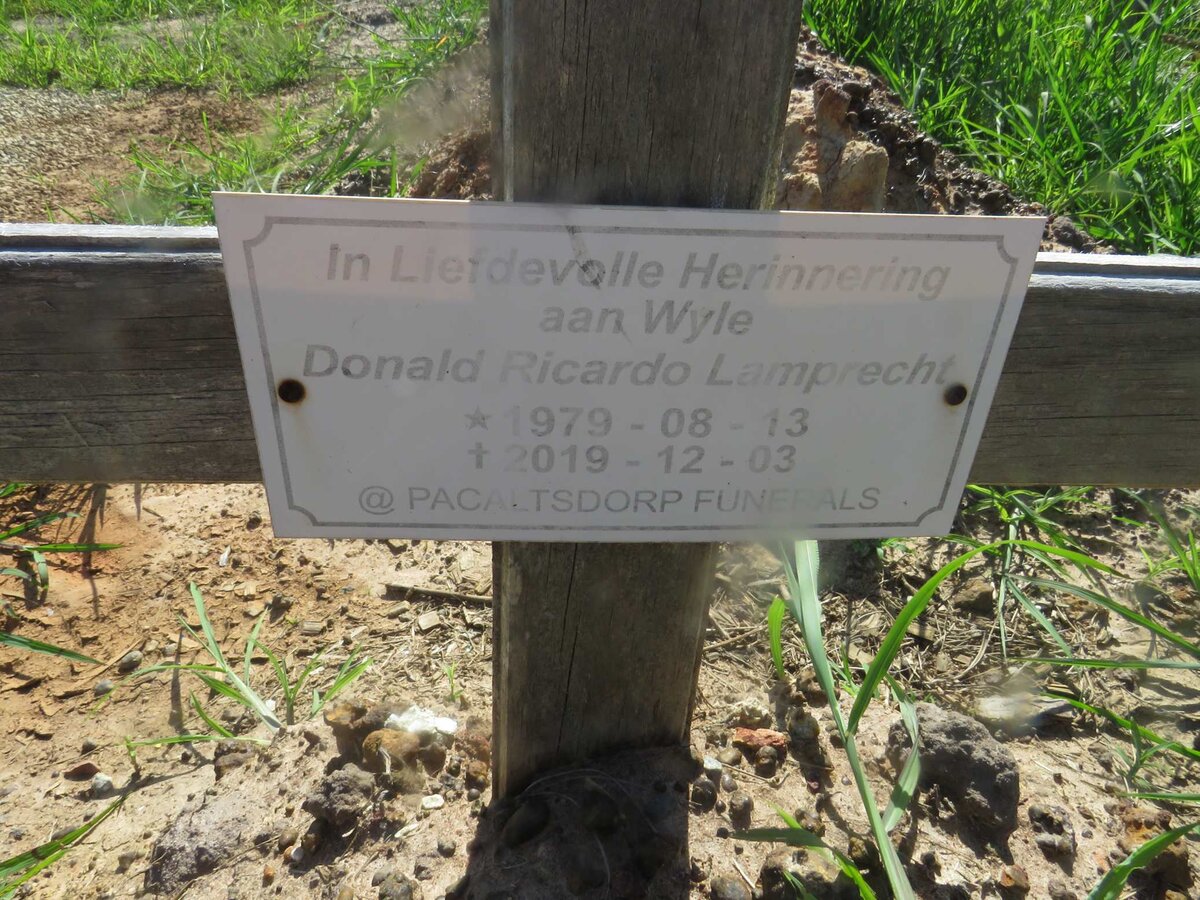 In Liefdevolle Herinnering
aan Wyle
Donald Ricardo Lamprecht
★ 1979 - 08 - 13
✝ 2019 - 12 - 03
@ PACALTSDORP FUNERALS